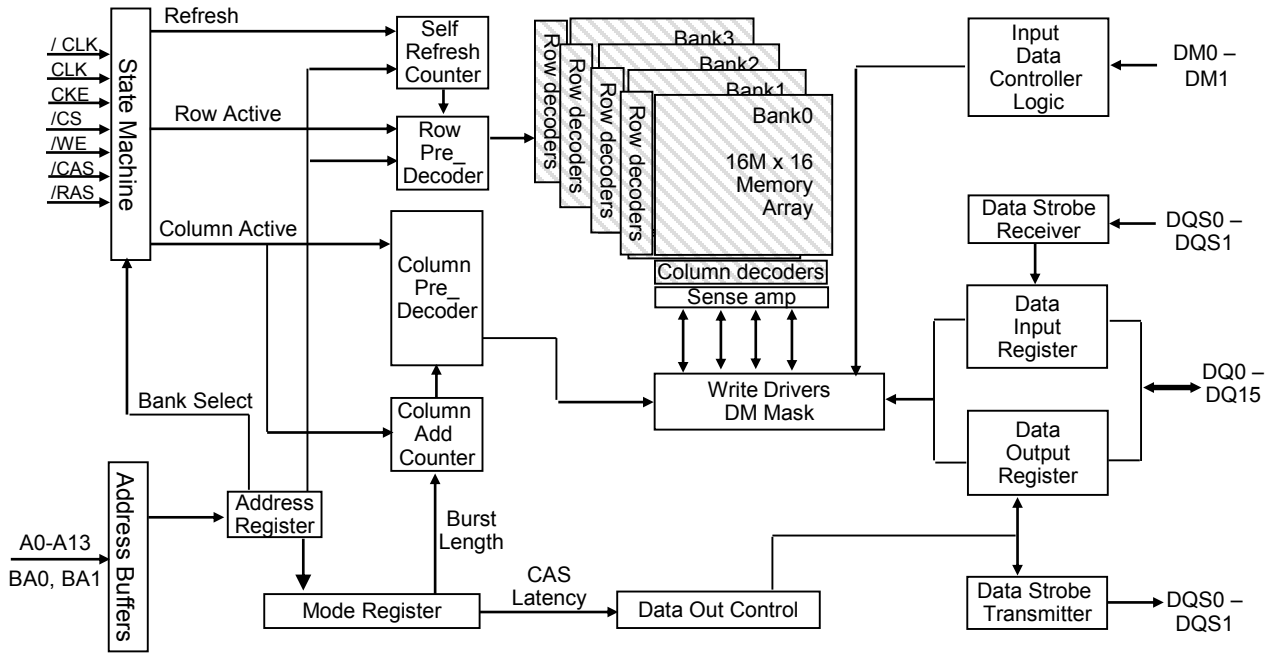 Refresh
/ CLK
CLK
CKE
/CS
/WE
/CAS
/RAS
State Machine
Row Active
Column Active
Bank Select
Self
Refresh
Counter
Row
Pre_
Decoder
Column
Pre_
Decoder
Column
Add
Counter
Row decoders
Row decoders
Row decoders
Row decoders
Bank3
Bank2
Bank1
Bank0
16M x 16
Memory
Array
Column decoders
Sense amp
Write Drivers
DM Mask
Input
Data
Controller
Logic
DM0 –
DM1
Data Strobe
Receiver
DQS0 –
DQS1
Data
Input
Register
DQ0 –
DQ15
Data
Output
Register
Data Strobe
Transmitter
DQS0 –
DQS1
A0-A13
BA0, BA1
Address Buffers
Address
Register
Burst
Length
Mode Register
CAS
Latency
Data Out Control